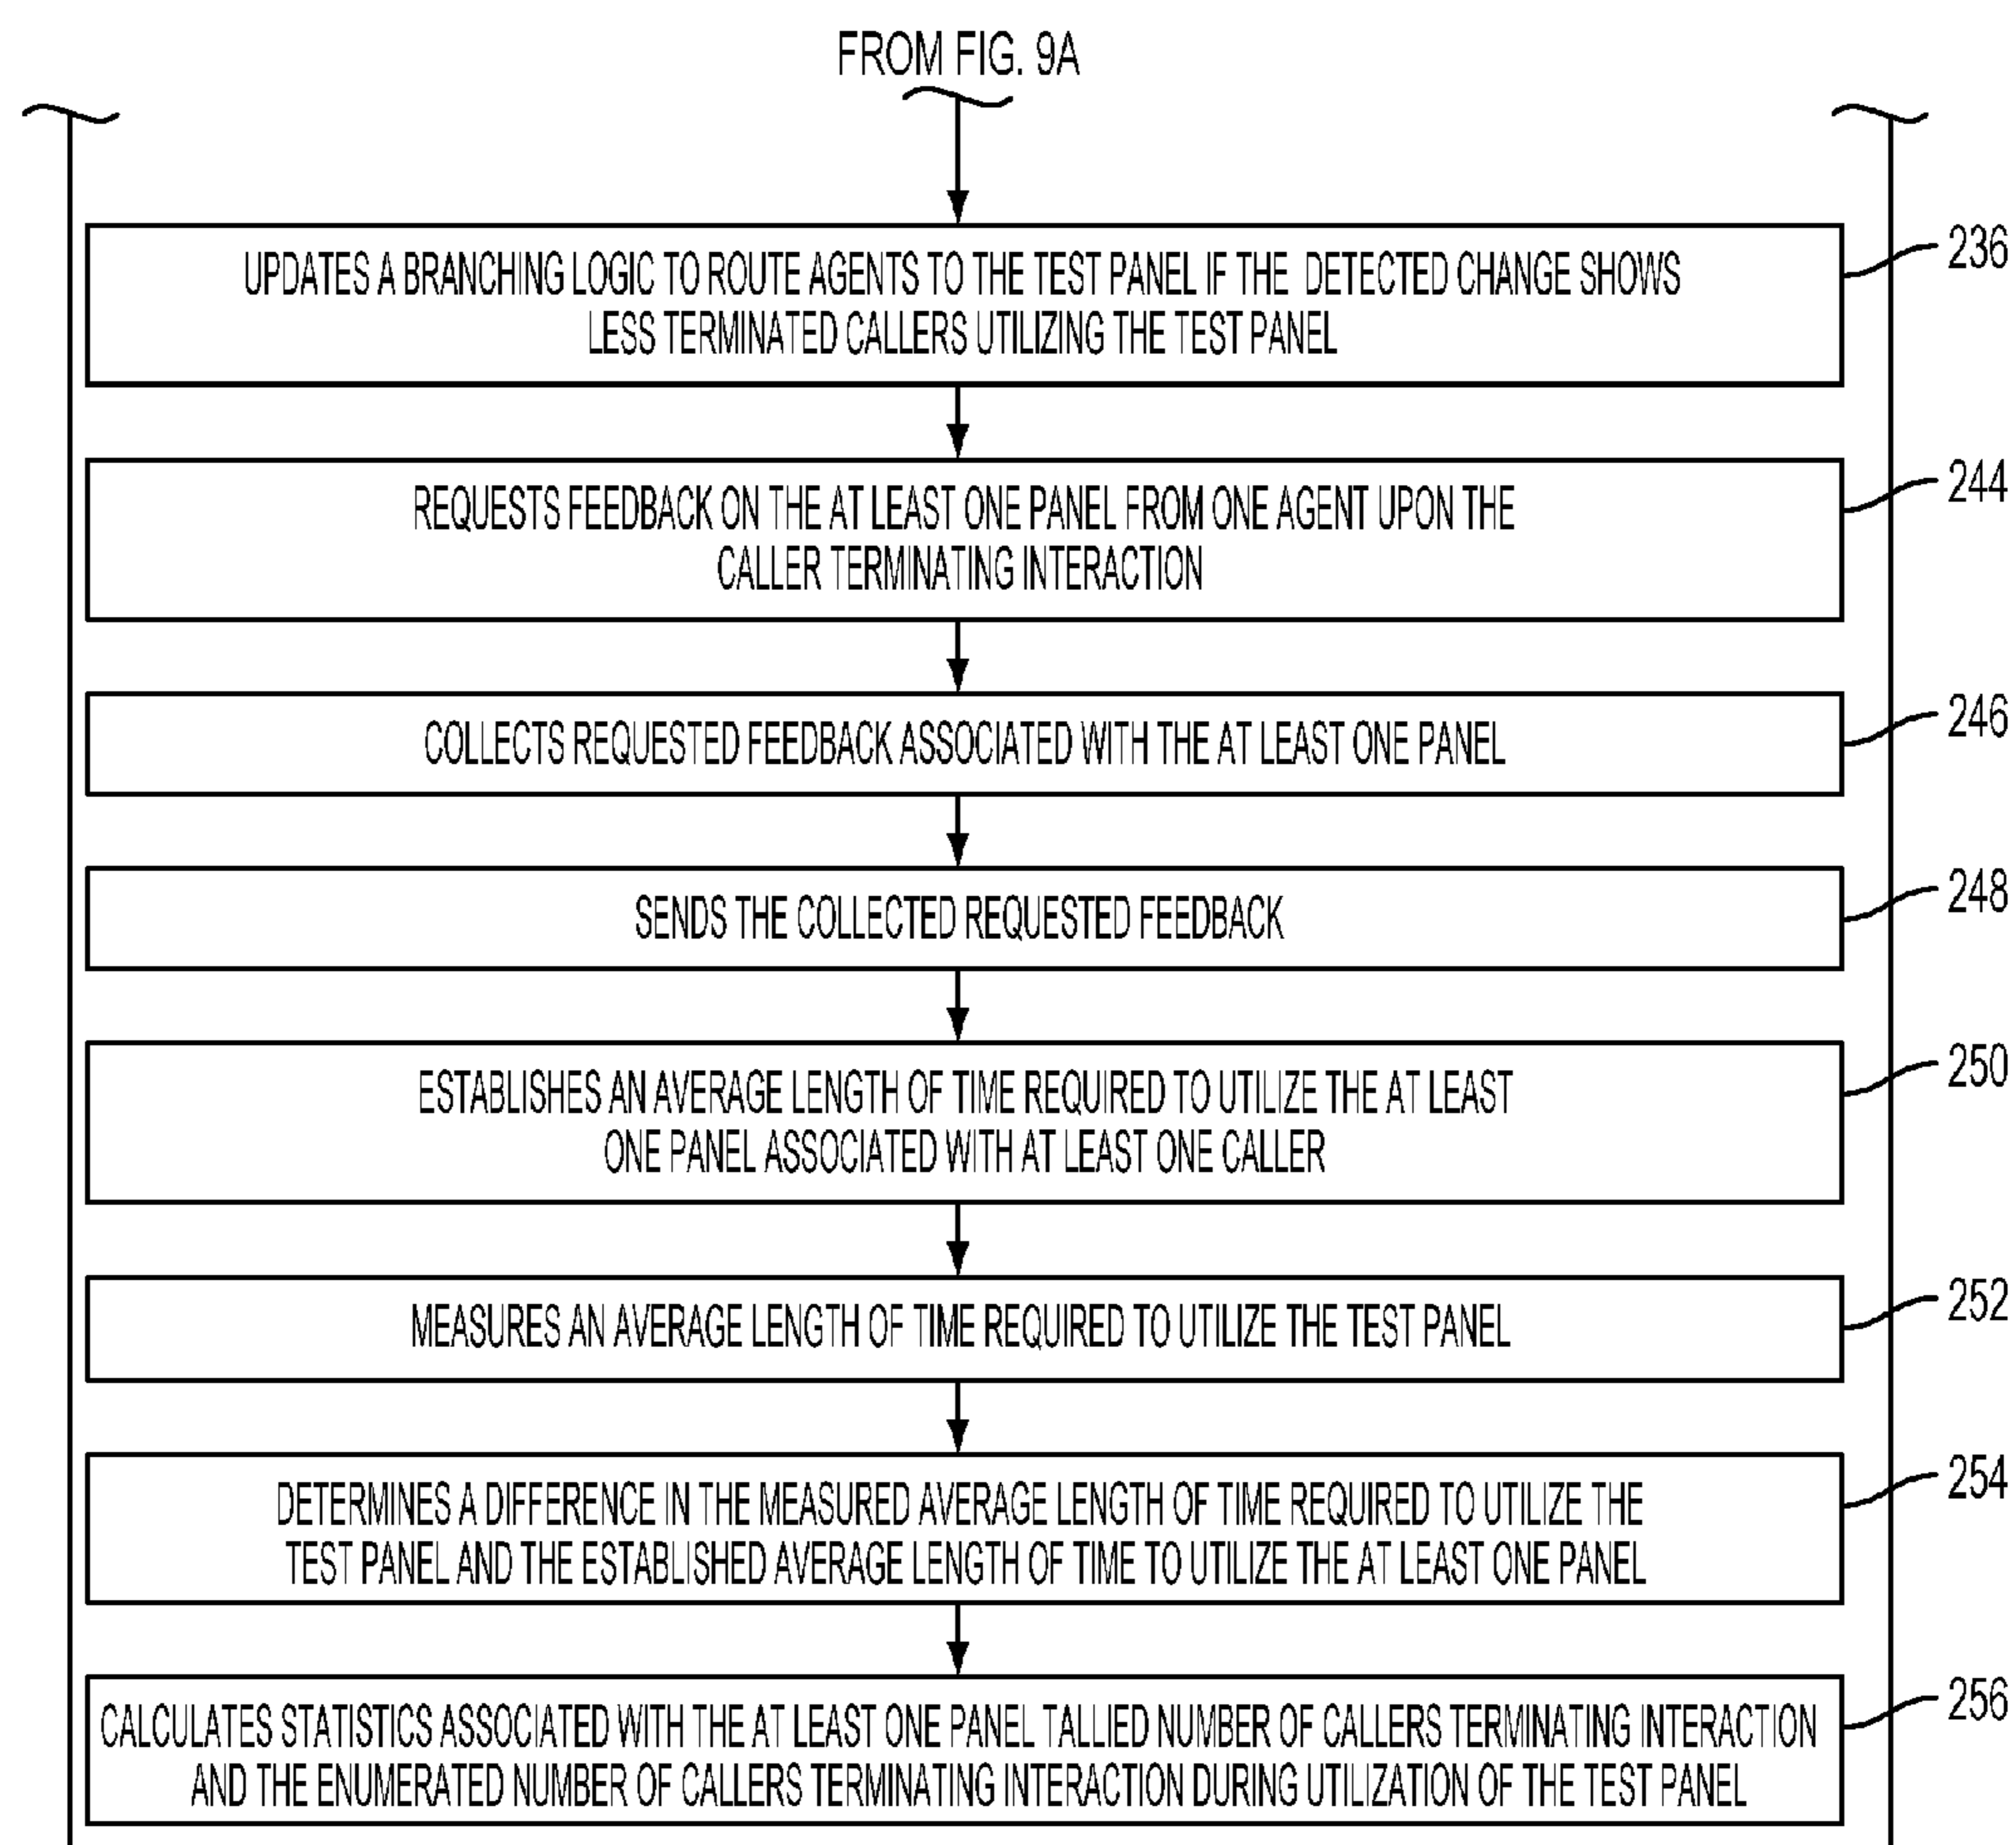 FROM FIG. 9A
UPDATES A BRANCHING LOGIC TO ROUTE AGENTS TO THE TEST PANEL IF THE DETECTED CHANGE SHOWS
LESS TERMINATED CALLERS UTILIZING THE TEST PANEL
236
REQUESTS FEEDBACK ON THE AT LEAST ONE PANEL FROM ONE AGENT UPON THE
CALLER TERMINATING INTERACTION
244
COLLECTS REQUESTED FEEDBACK ASSOCIATED WITH THE AT LEAST ONE PANEL
246
SENDS THE COLLECTED REQUESTED FEEDBACK
248
ESTABLISHES AN AVERAGE LENGTH OF TIME REQUIRED TO UTILIZE THE AT LEAST
ONE PANEL ASSOCIATED WITH AT LEAST ONE CALLER
250
MEASURES AN AVERAGE LENGTH OF TIME REQUIRED TO UTILIZE THE TEST PANEL
252
DETERMINES A DIFFERENCE IN THE MEASURED AVERAGE LENGTH OF TIME REQUIRED TO UTILIZE THE
TEST PANEL AND THE ESTABLISHED AVERAGE LENGTH OF TIME TO UTILIZE THE AT LEAST ONE PANEL
254
CALCULATES STATISTICS ASSOCIATED WITH THE AT LEAST ONE PANEL TALLIED NUMBER OF CALLERS TERMINATING INTERACTION
AND THE ENUMERATED NUMBER OF CALLERS TERMINATING INTERACTION DURING UTILIZATION OF THE TEST PANEL
256